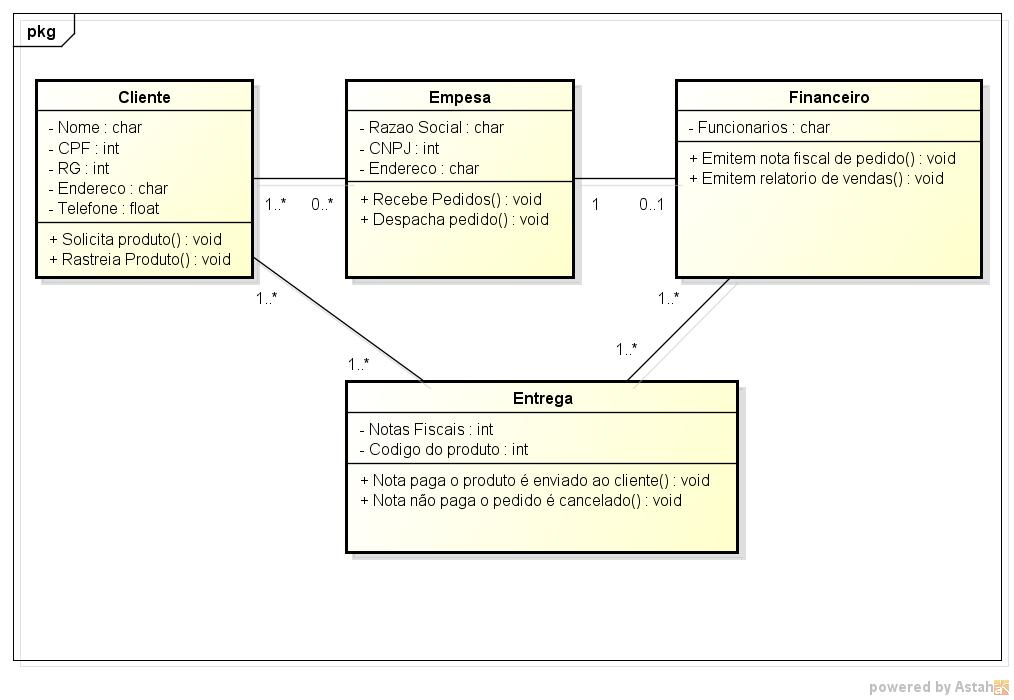 pkg
Cliente
- Nome : char
- CPF : int
- RG : int
- Endereco : char
- Telefone : float
+ Solicita produto() : void
+ Rastreia Produto() : void
Empesa
- Razao Social : char
- CNPJ : int
- Endereco : char
+ Recebe Pedidos() : void
+ Despacha pedido() : void
Financeiro
- Funcionarios : char
+ Emitem nota fiscal de pedido() : void
+ Emitem relatorio de vendas() : void
1..*
0..*
1
0..1
1..*
1..*
1..*
1..*
Entrega
- Notas Fiscais : int
- Codigo do produto : int
+ Nota paga o produto é enviado ao cliente() : void
+ Nota não paga o pedido é cancelado() : void
powered by Astah